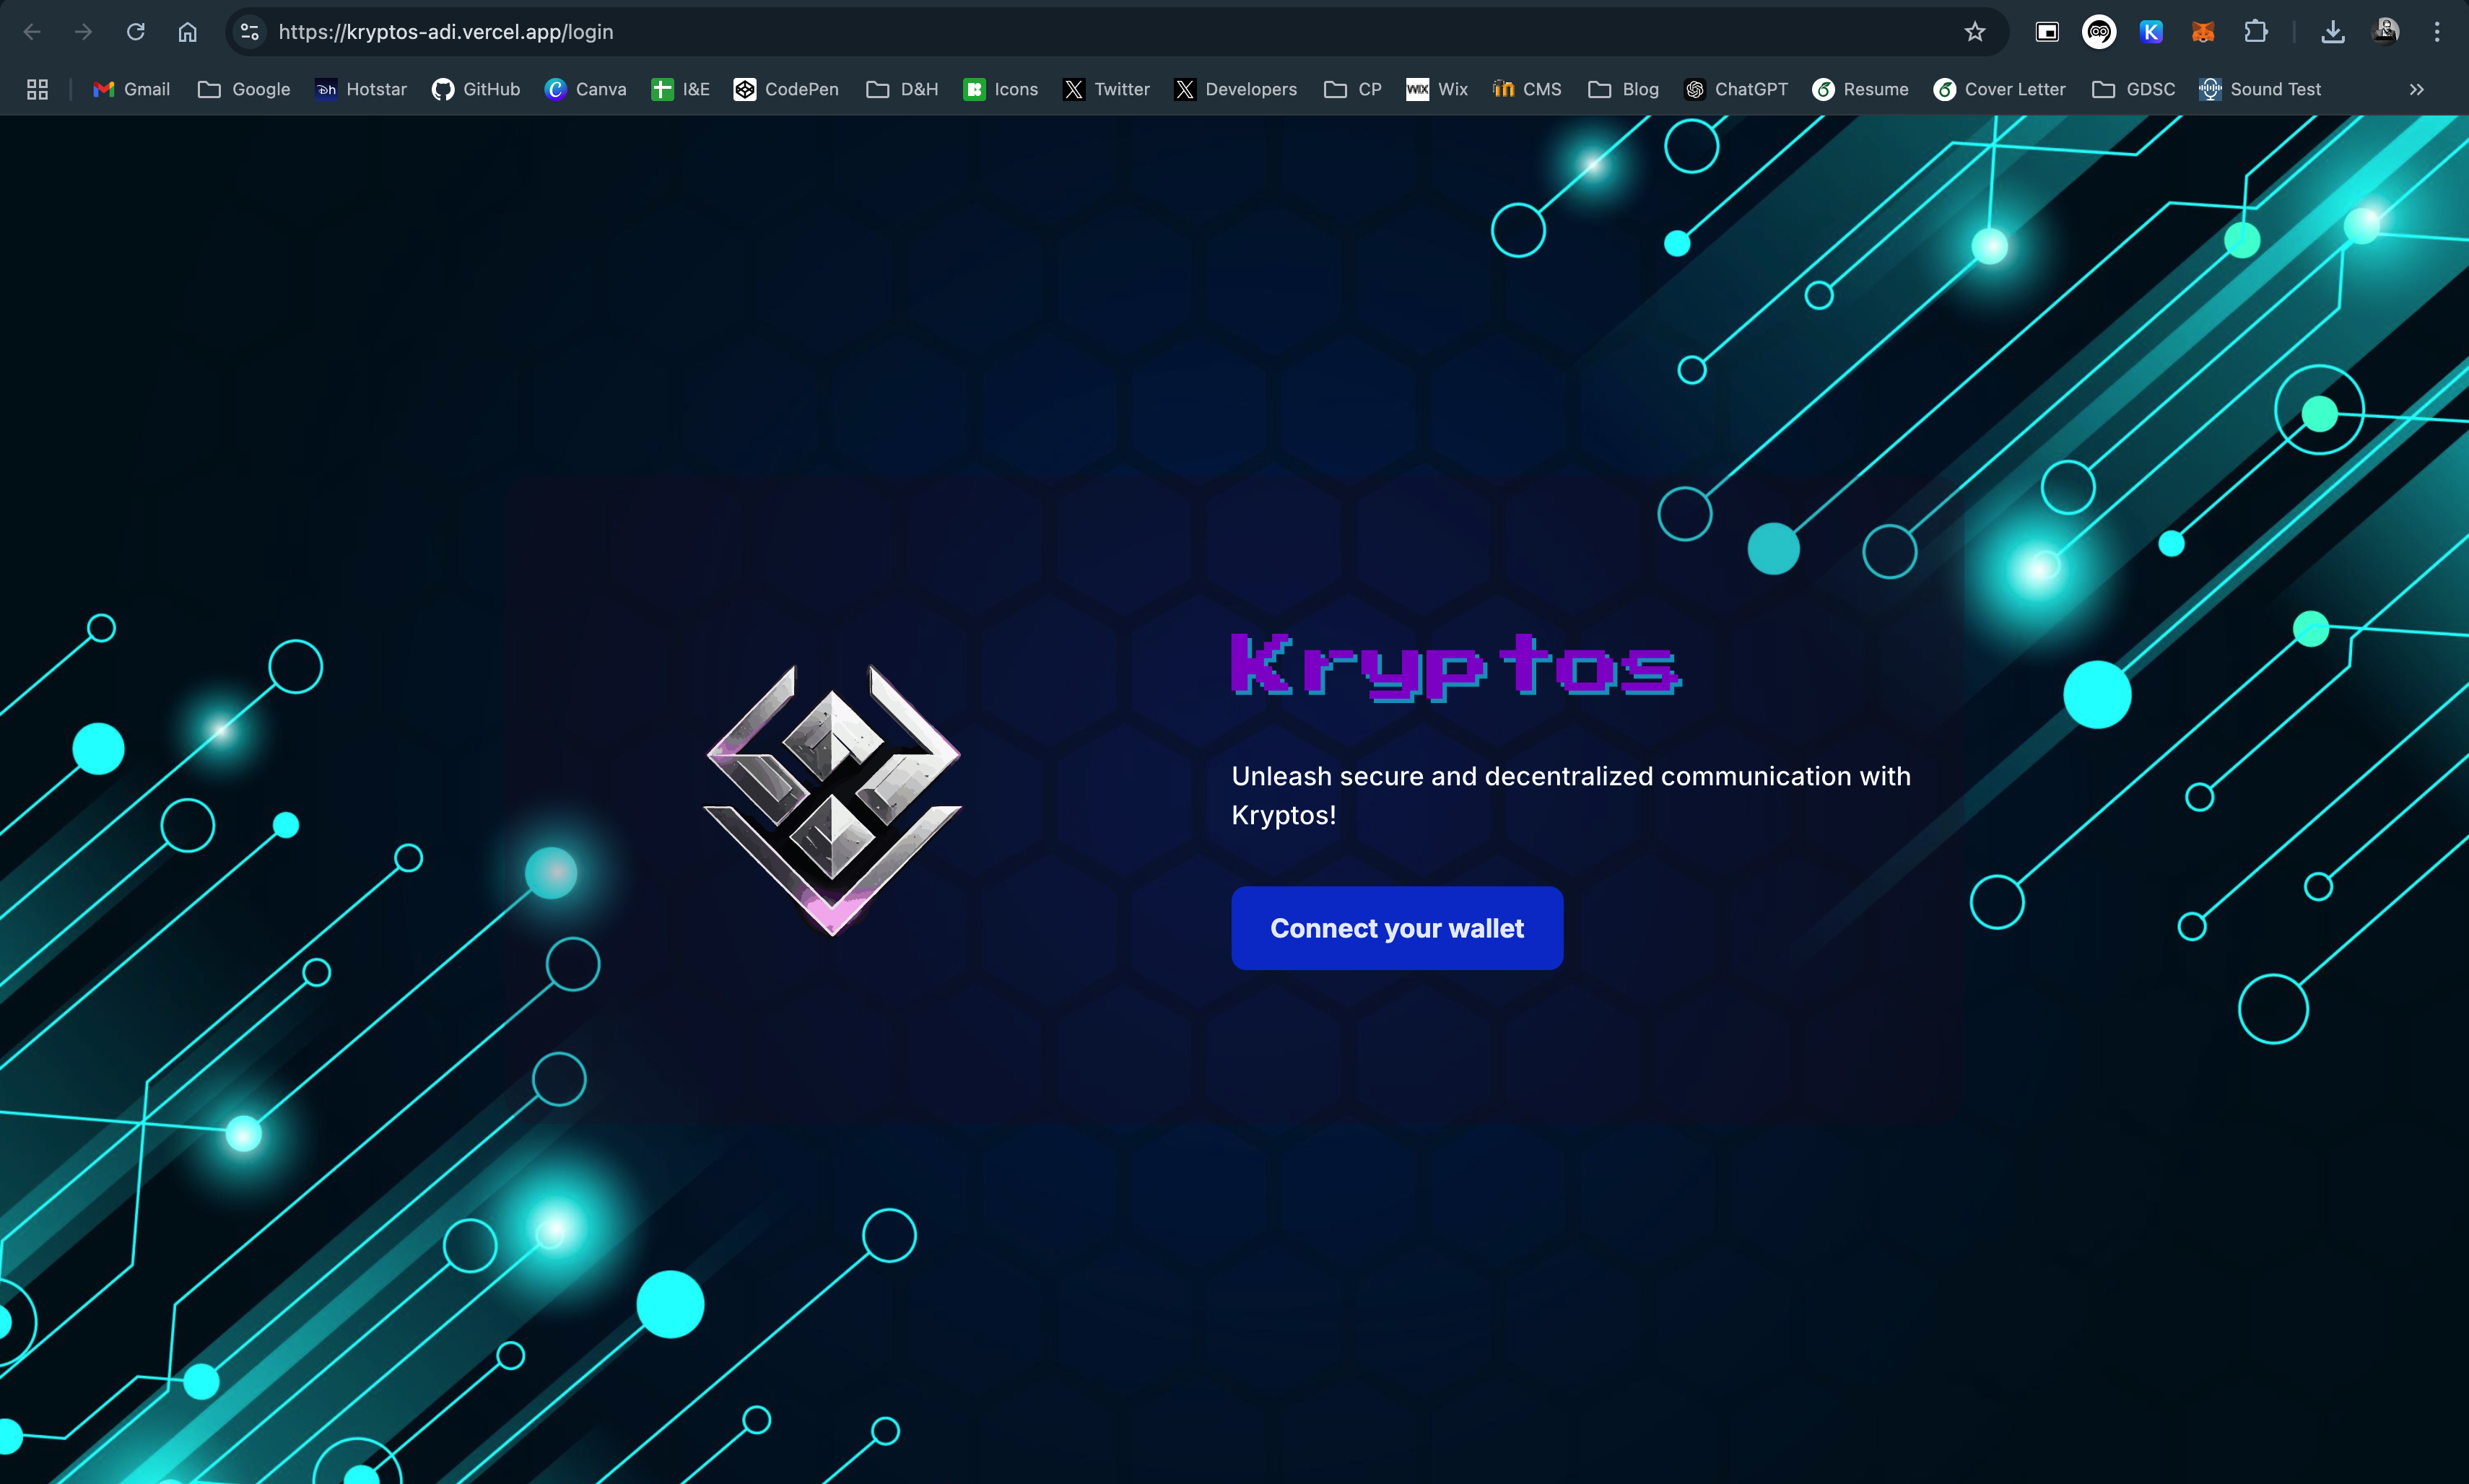 https://kryptos-adi.vercel.app/login
Gmail Google Hotstar GitHub Canva I&E CodePen D&H Icons Twitter Developers CP Wix CMS Blog ChatGPT Resume Cover Letter GDSC Sound Test
Kryptos
Unleash secure and decentralized communication with
Kryptos!
Connect your wallet